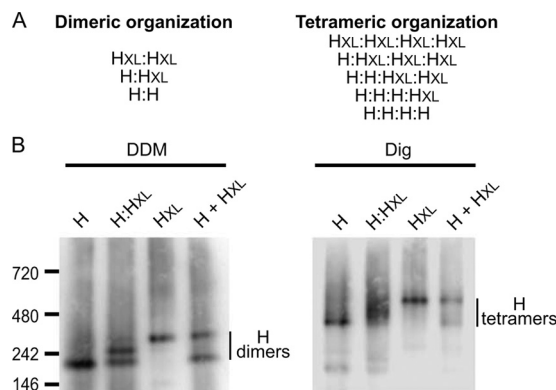 A
Dimeric organization
HXL:HXL
H:HXL
H:H
Tetrameric organization
HXL:HXL:HXL:HXL
H:HXL:HXL:HXL
H:H:HXL:HXL
H:H:H:HXL
H:H:H:H
B
DDM
H
H:HXL
HXL
H + HXL
720
480
242
146
H
dimers
Dig
H
H:HXL
HXL
H + HXL
H
tetramers